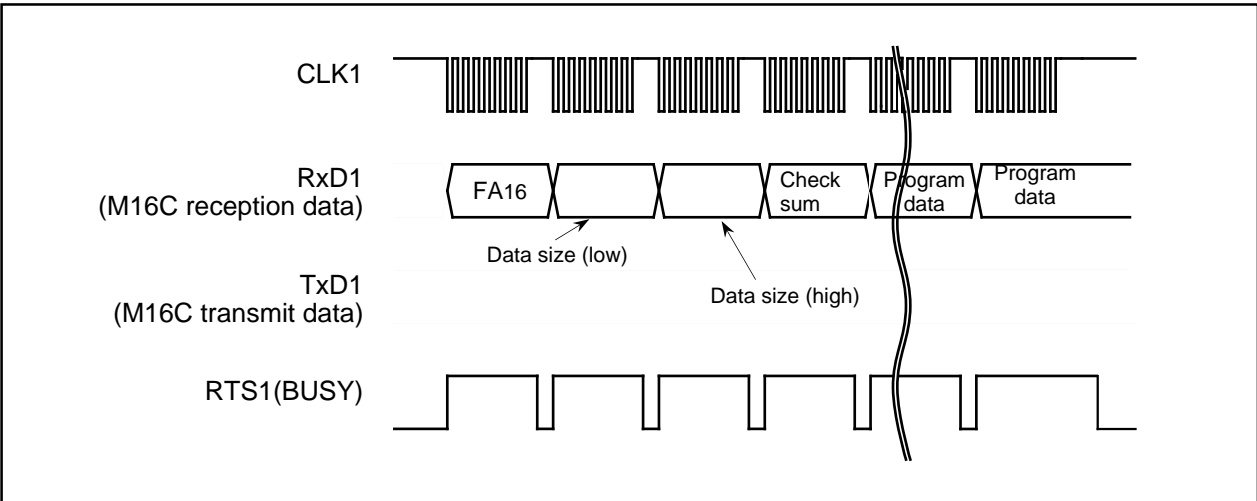 CLK1
RxD1
(M16C reception data)
FA16
Check
sum
Program
data
Program
data
Data size (low)
Data size (high)
TxD1
(M16C transmit data)
RTS1(BUSY)